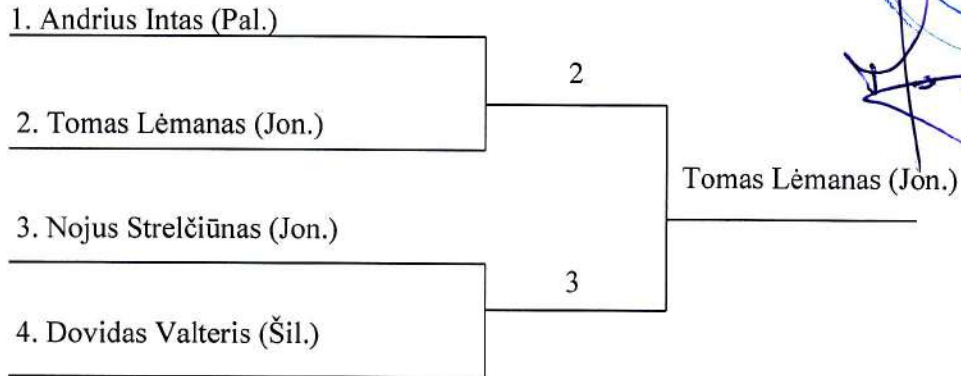 1. Andrius Intas (Pal.)
2
2. Tomas Lėmanas (Jon.)
Tomas Lėmanas (Jon.)
3. Nojus Strelčiūnas (Jon.)
3
4. Dovidas Valteris (Šil.)